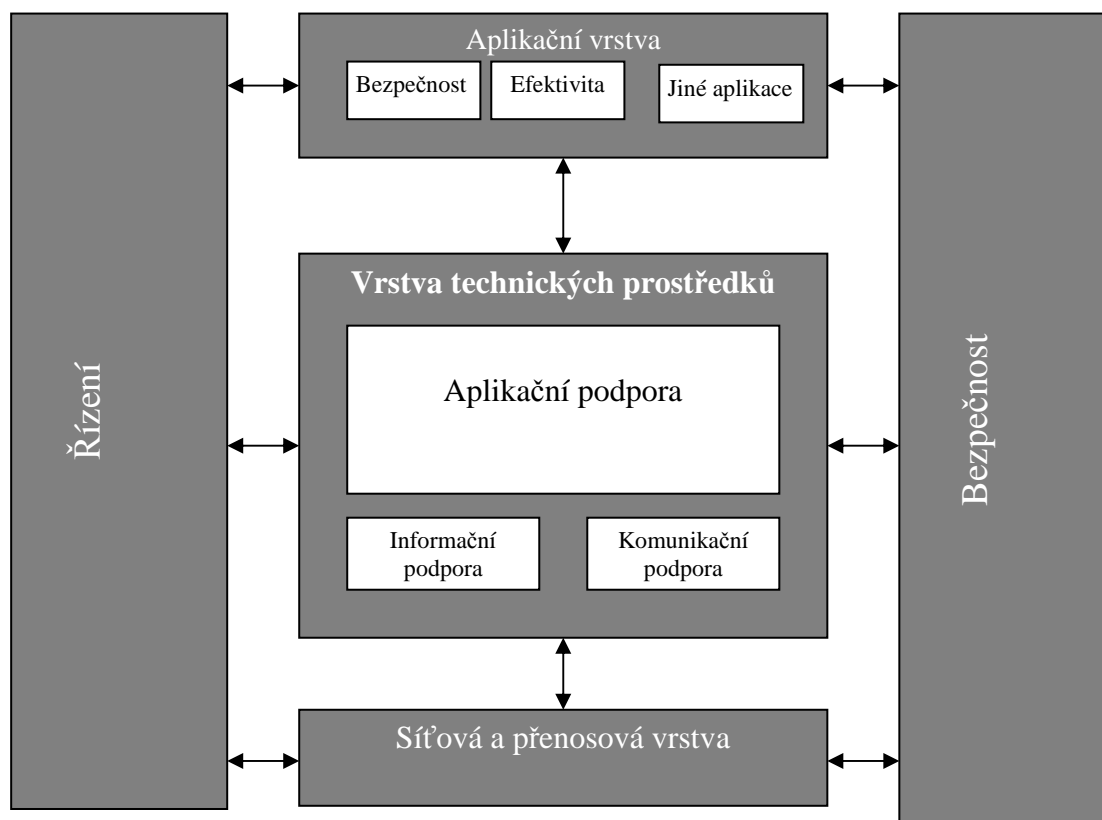 Aplikační vrstva
Bezpečnost
Efektivita
Jiné aplikace
Vrstva technických prostředků
Aplikační podpora
Informační
podpora
Komunikační
podpora
Síťová a přenosová vrstva
Řízení
Bezpečnost